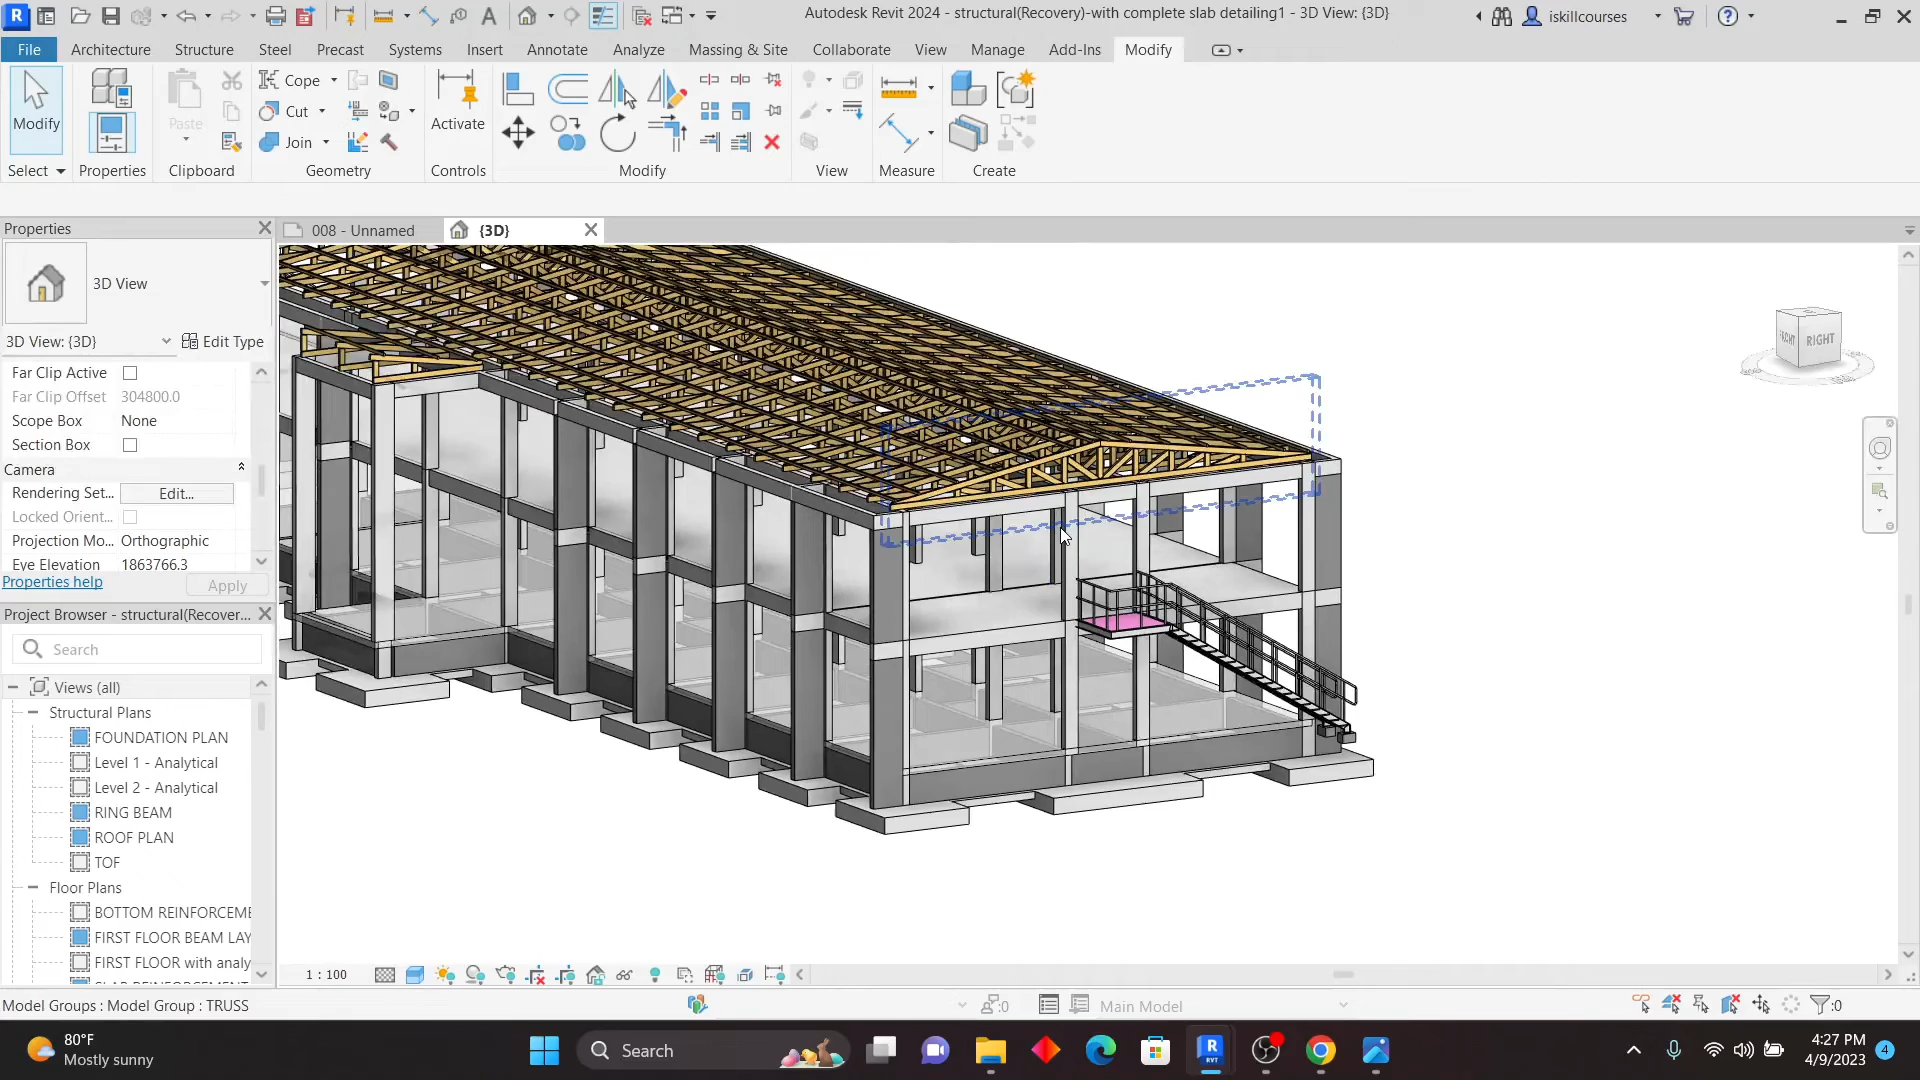 Autodesk Revit 2024 - structural(Recovery)-with complete slab detailing1 - 3D View: {3D}
iskillcourses
File Architecture Structure Steel Precast Systems Insert Annotate Analyze Massing & Site Collaborate View Manage Add-Ins Modify
Modify
Paste
Cope
Cut
Join
Activate
Select Properties Clipboard Geometry Controls Modify View Measure Create
Properties
008 - Unnamed
{3D}
3D View
3D View: {3D}
Edit Type
Far Clip Active
Far Clip Offset 304800.0
Scope Box None
Section Box
Camera
Rendering Set... Edit...
Locked Orient...
Projection Mo... Orthographic
Eye Elevation 1863766.3
Properties help
Apply
Project Browser - structural(Recover...
Search
Views (all)
Structural Plans
FOUNDATION PLAN
Level 1 - Analytical
Level 2 - Analytical
RING BEAM
ROOF PLAN
TOF
Floor Plans
BOTTOM REINFORCEME
FIRST FLOOR BEAM LAY
FIRST FLOOR with analy
FRONT RIGHT
1 : 100
Model Groups : Model Group : TRUSS
:0
Main Model
:0
80°F
Mostly sunny
Search
4:27 PM
4/9/2023
4